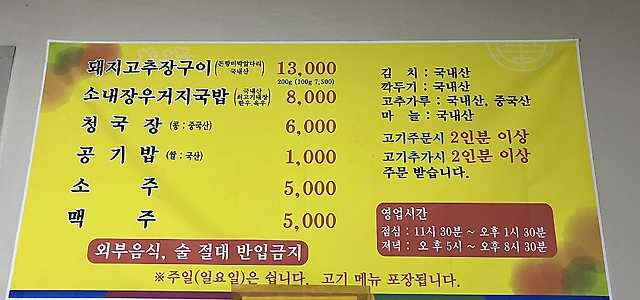 돼지고추장구이 (돈항미박앞다리 국내산) 13,000
200g (100g 7,500)
소내장우거지국밥 (국내산 쇠고기내장 한우, 육우) 8,000
청국장 (콩 : 중국산) 6,000
공기밥 (쌀 : 국산) 1,000
소 주 5,000
맥 주 5,000
외부음식, 술 절대 반입금지
김 치 : 국내산
깍두기 : 국내산
고추가루 : 국내산, 중국산
마 늘 : 국내산
고기주문시 2인분 이상
고기추가시 2인분 이상
주문 받습니다.
영업시간
점심 : 11시 30분 ~ 오후 1시 30분
저녁 : 오후 5시 ~ 오후 8시 30분
※주일(일요일)은 쉽니다. 고기 메뉴 포장됩니다.